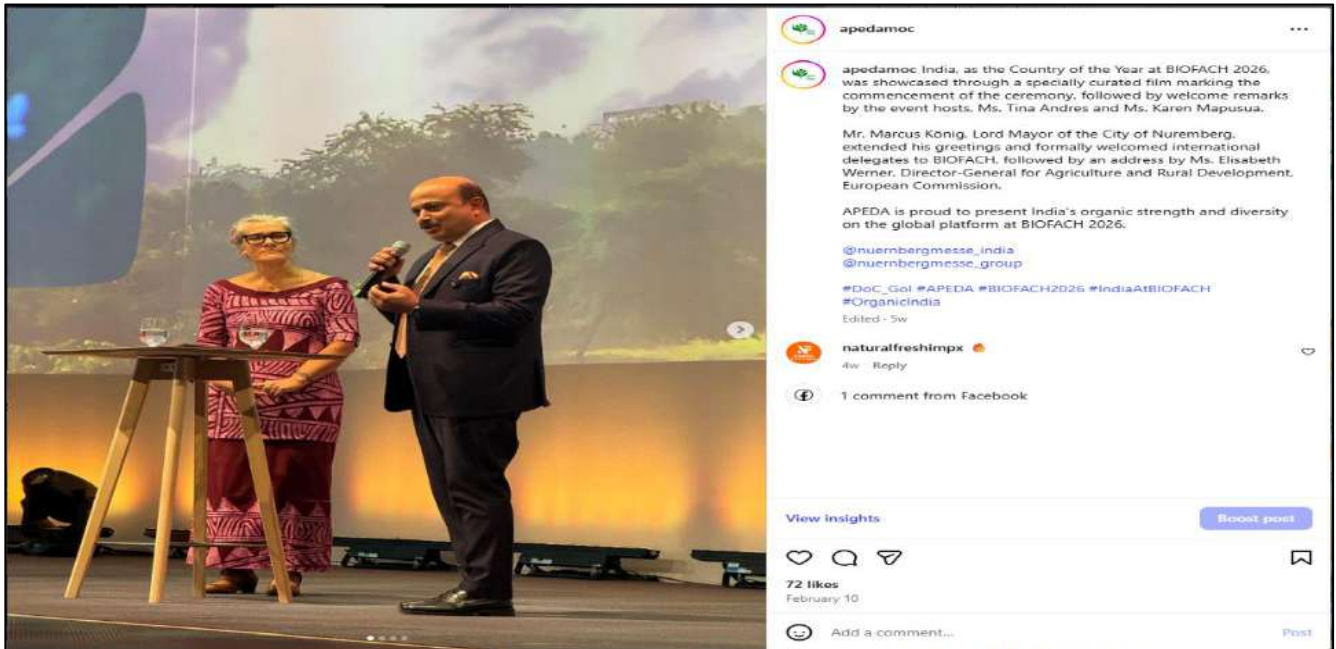 apedamoc
apedamoc India, as the Country of the Year at BIOFACH 2026,
was showcased through a specially curated film marking the
commencement of the ceremony, followed by welcome remarks
by the event hosts, Ms. Tina Andres and Ms. Karen Mapusua.
Mr. Marcus König, Lord Mayor of the City of Nuremberg,
extended his greetings and formally welcomed international
delegates to BIOFACH, followed by an address by Ms. Elisabeth
Werner, Director-General for Agriculture and Rural Development,
European Commission.
APEDA is proud to present India's organic strength and diversity
on the global platform at BIOFACH 2026.
@nuernbergmesse_india
@nuernbergmesse_group
#DoC_GoI #APEDA #BIOFACH2026 #IndiaAtBIOFACH
#OrganicIndia
Edited · 5w
naturalfreshimpx
4w Reply
1 comment from Facebook
View insights
Boost post
72 likes
February 10
Add a comment...
Post